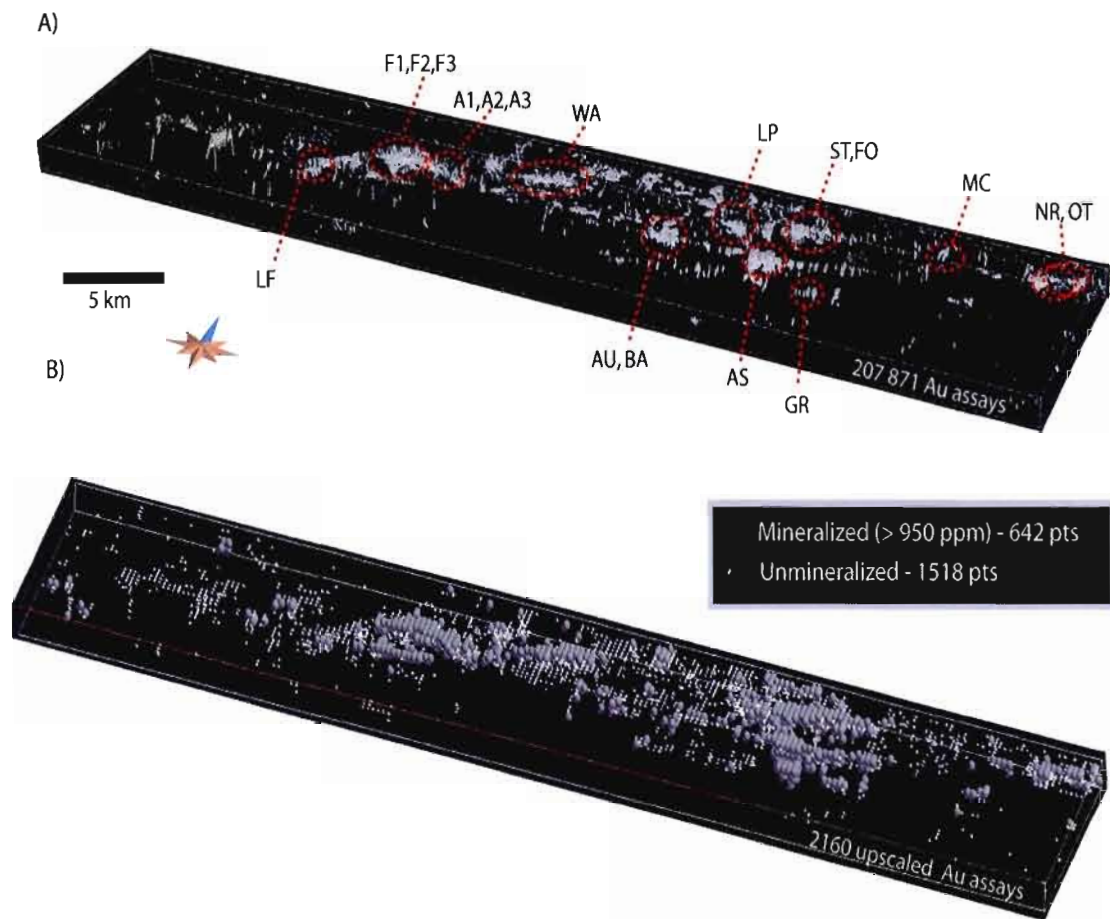 A)
F1,F2,F3
A1,A2,A3
WA
LP
ST,FO
MC
NR, OT
LF
5 km
AU, BA
AS
GR
207 871 Au assays
B)
Mineralized (> 950 ppm) - 642 pts
Unmineralized - 1518 pts
2160 upscaled Au assays